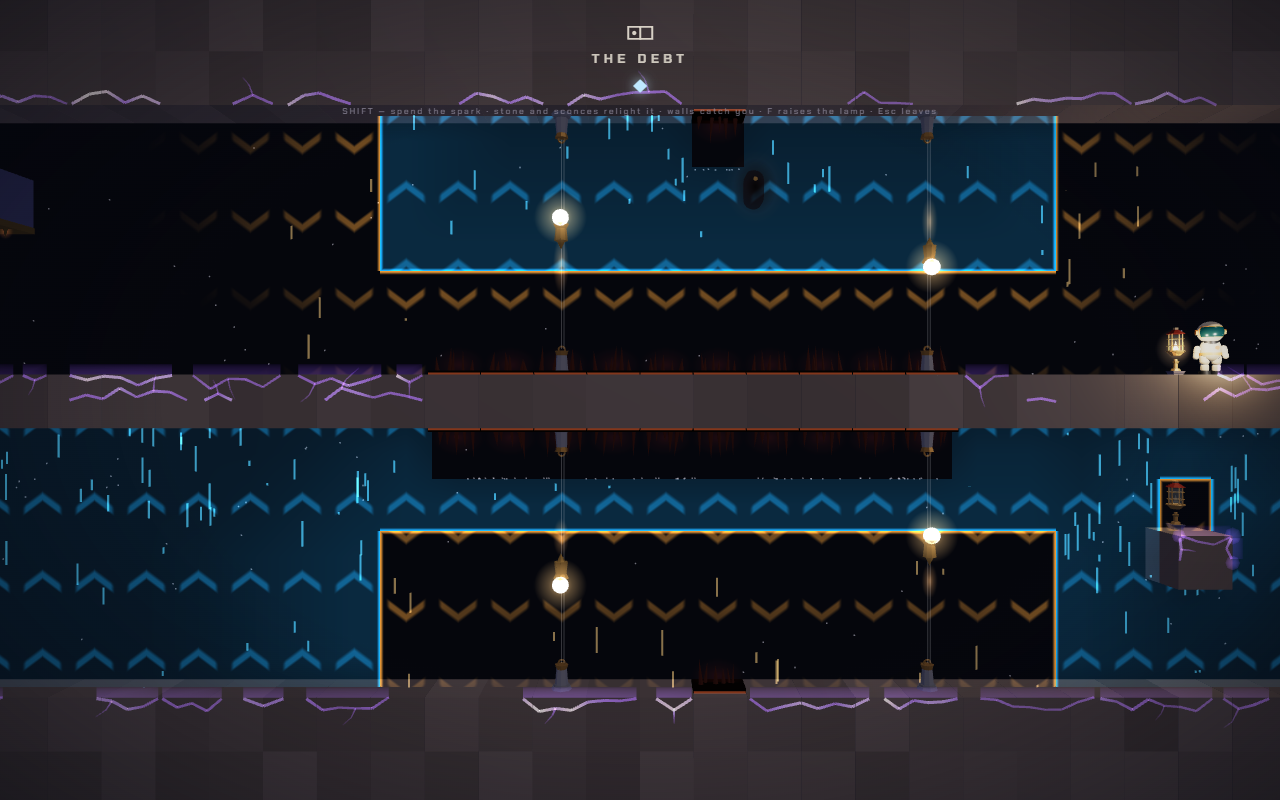 THE DEBT
SHIFT — spend the spark · stone and sconces relight it · walls catch you · F raises the lamp · Esc leaves